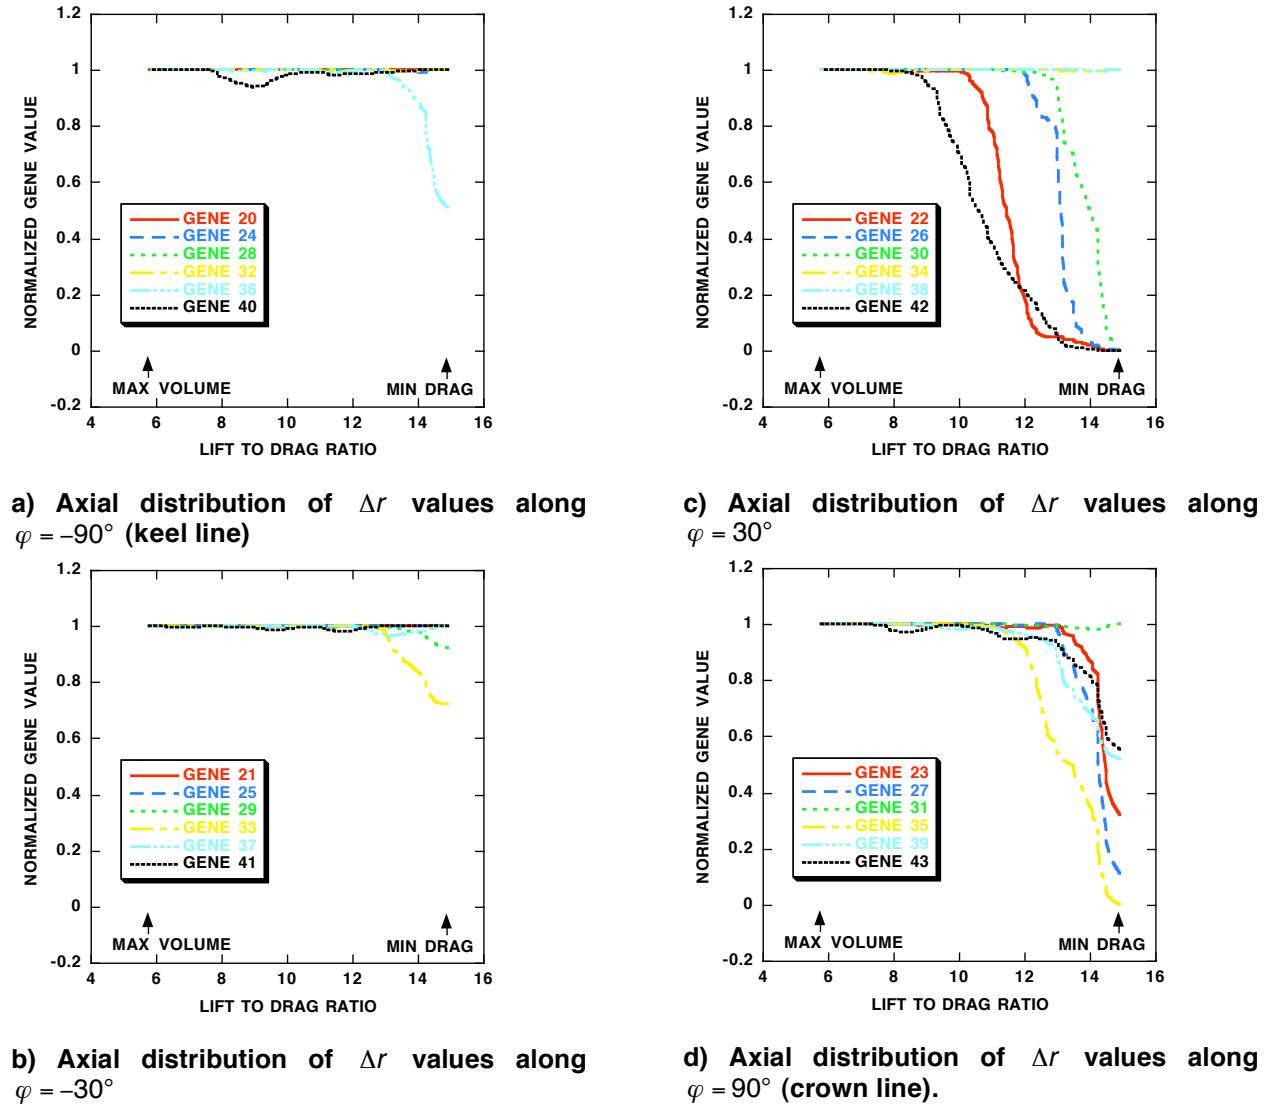 1.2
1
0.8
0.6
0.4
0.2
0
-0.2
NORMALIZED GENE VALUE
GENE 20
GENE 24
GENE 28
GENE 32
GENE 36
GENE 40
MAX VOLUME
MIN DRAG
4 6 8 10 12 14 16
LIFT TO DRAG RATIO
a) Axial distribution of Δr values along
φ = –90° (keel line)
1.2
1
0.8
0.6
0.4
0.2
0
-0.2
NORMALIZED GENE VALUE
GENE 21
GENE 25
GENE 29
GENE 33
GENE 37
GENE 41
MAX VOLUME
MIN DRAG
4 6 8 10 12 14 16
LIFT TO DRAG RATIO
b) Axial distribution of Δr values along
φ = –30°
1.2
1
0.8
0.6
0.4
0.2
0
-0.2
NORMALIZED GENE VALUE
GENE 22
GENE 26
GENE 30
GENE 34
GENE 38
GENE 42
MAX VOLUME
MIN DRAG
4 6 8 10 12 14 16
LIFT TO DRAG RATIO
c) Axial distribution of Δr values along
φ = 30°
1.2
1
0.8
0.6
0.4
0.2
0
-0.2
NORMALIZED GENE VALUE
GENE 23
GENE 27
GENE 31
GENE 35
GENE 39
GENE 43
MAX VOLUME
MIN DRAG
4 6 8 10 12 14 16
LIFT TO DRAG RATIO
d) Axial distribution of Δr values along
φ = 90° (crown line).